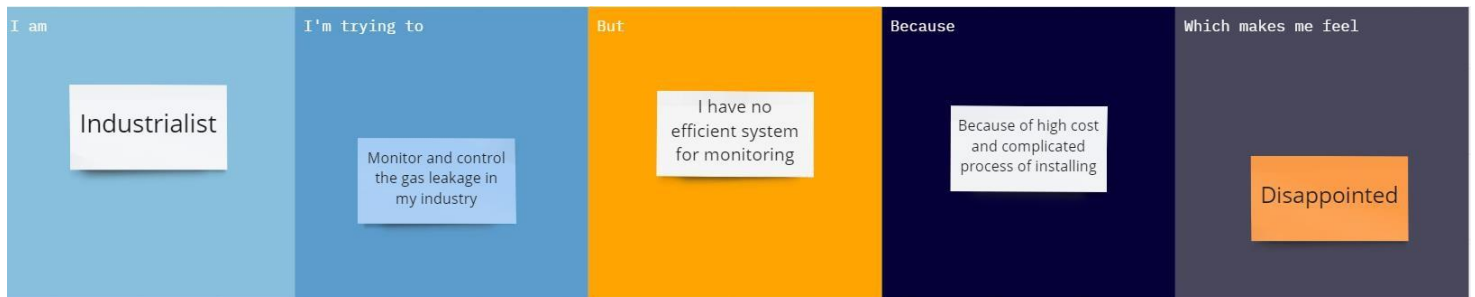 I am
Industrialist
I'm trying to
Monitor and control
the gas leakage in
my industry
But
I have no
efficient system
for monitoring
Because
Because of high cost
and complicated
process of installing
Which makes me feel
Disappointed